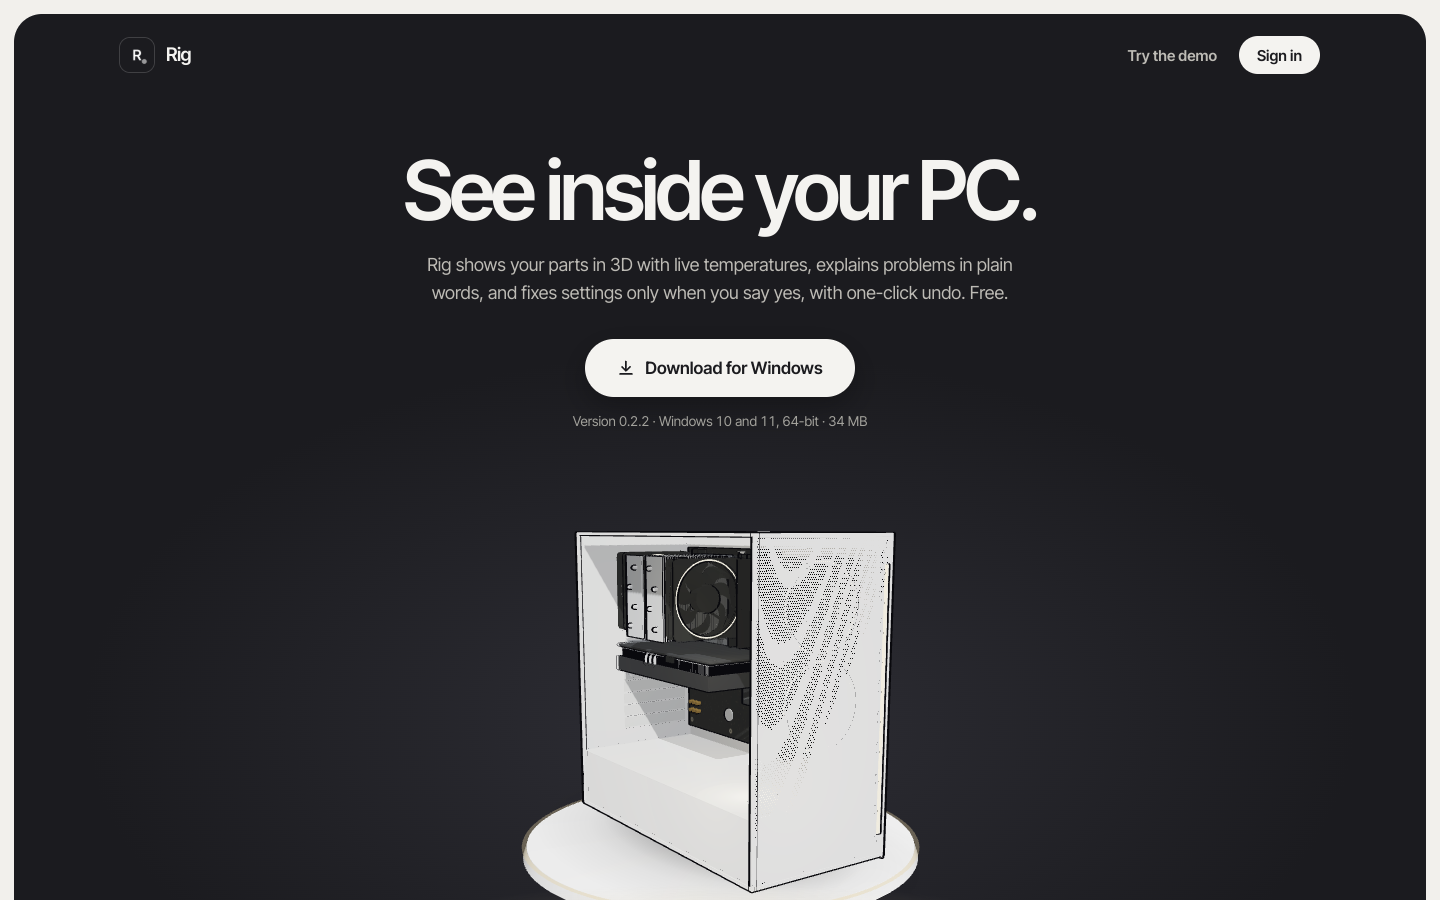 R.
Rig
Try the demo
Sign in
See inside your PC.
Rig shows your parts in 3D with live temperatures, explains problems in plain
words, and fixes settings only when you say yes, with one-click undo. Free.
Download for Windows
Version 0.2.2 · Windows 10 and 11, 64-bit · 34 MB